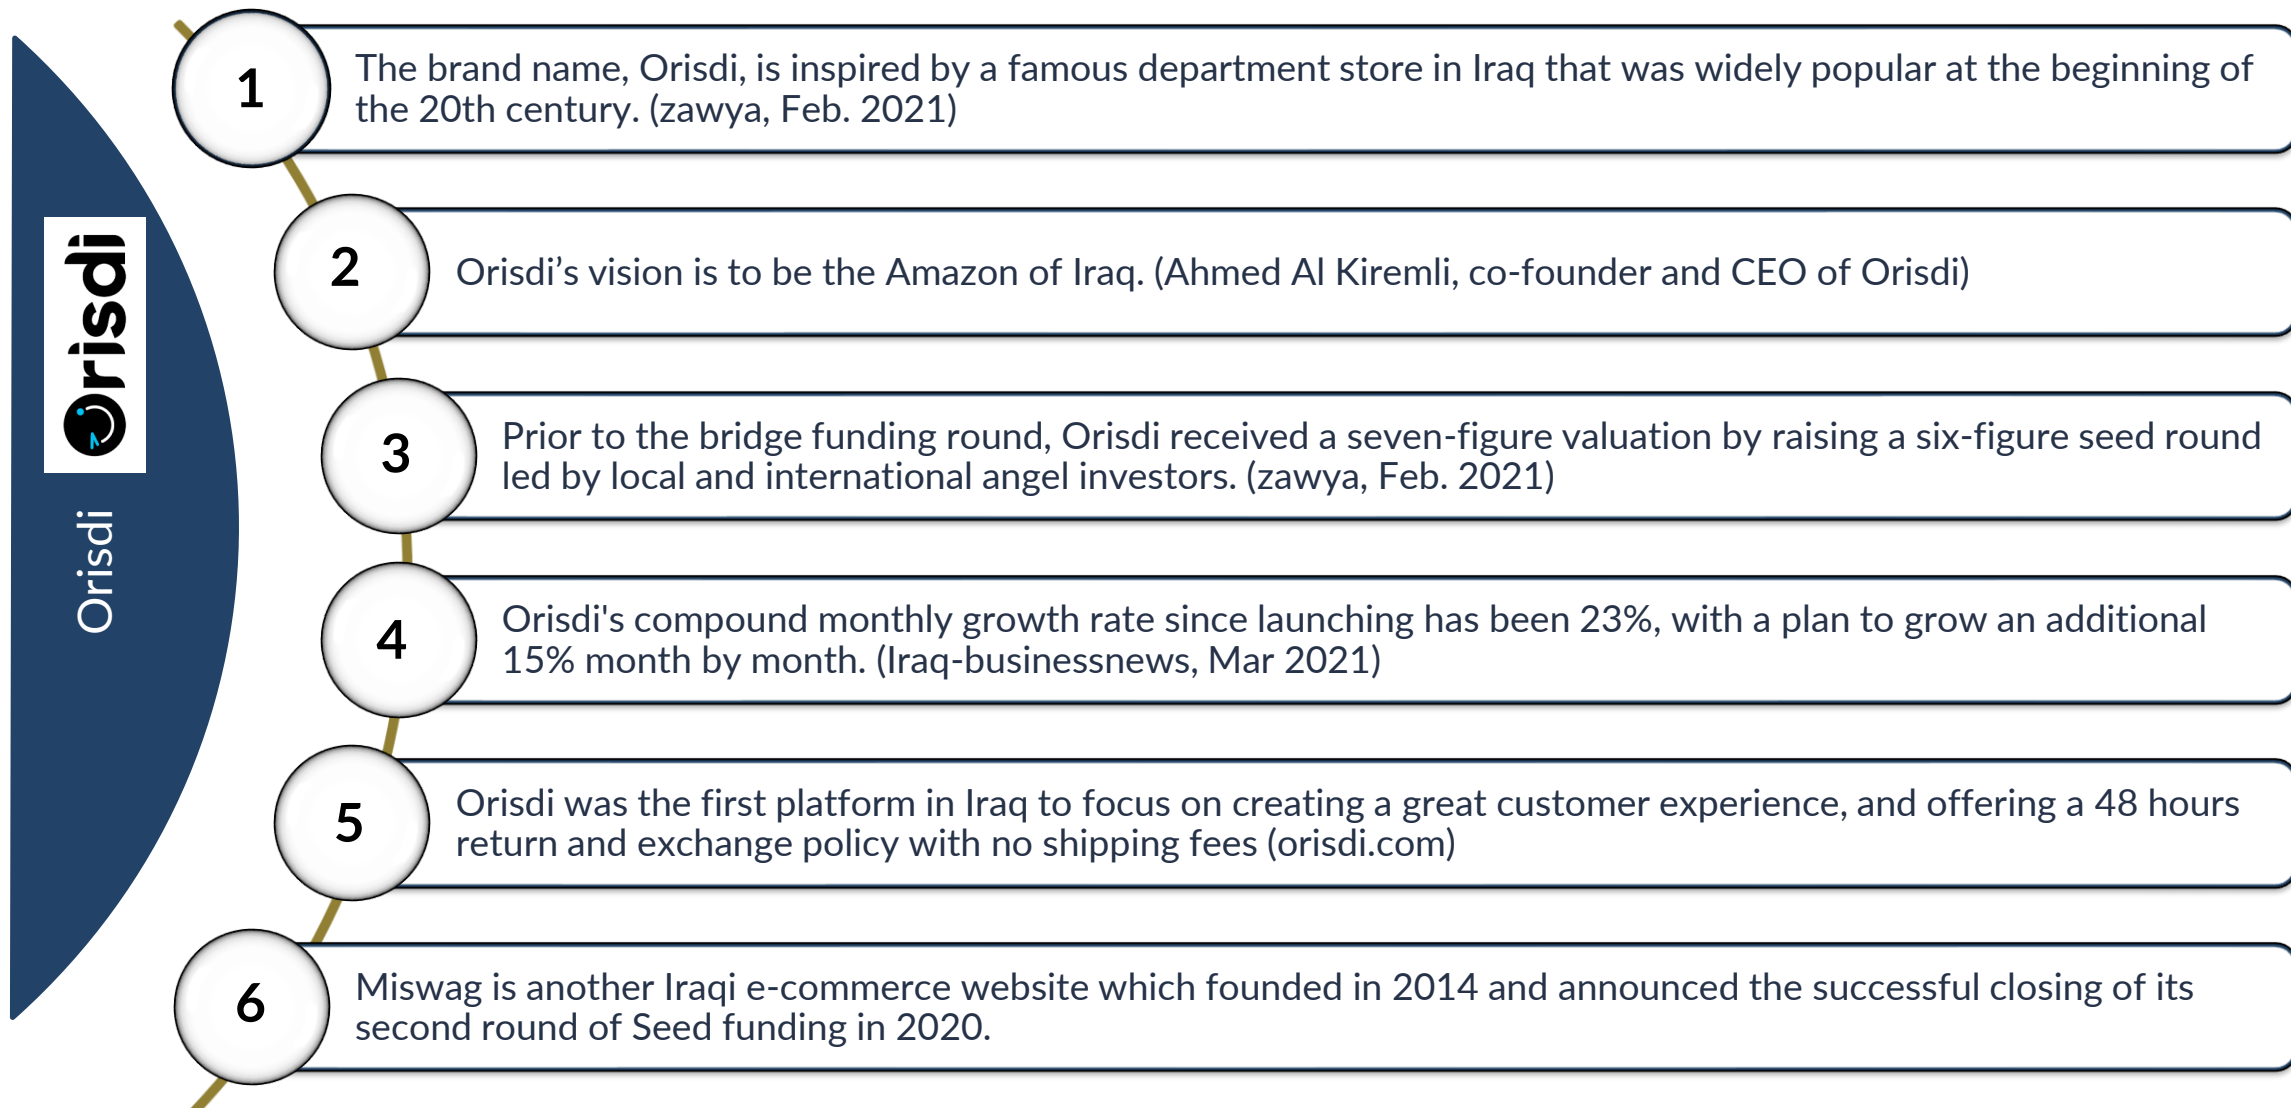 Orisdi
Orisdi
1
The brand name, Orisdi, is inspired by a famous department store in Iraq that was widely popular at the beginning of
the 20th century. (zawya, Feb. 2021)
2
Orisdi’s vision is to be the Amazon of Iraq. (Ahmed Al Kiremli, co-founder and CEO of Orisdi)
3
Prior to the bridge funding round, Orisdi received a seven-figure valuation by raising a six-figure seed round
led by local and international angel investors. (zawya, Feb. 2021)
4
Orisdi's compound monthly growth rate since launching has been 23%, with a plan to grow an additional
15% month by month. (Iraq-businessnews, Mar 2021)
5
Orisdi was the first platform in Iraq to focus on creating a great customer experience, and offering a 48 hours
return and exchange policy with no shipping fees (orisdi.com)
6
Miswag is another Iraqi e-commerce website which founded in 2014 and announced the successful closing of its
second round of Seed funding in 2020.